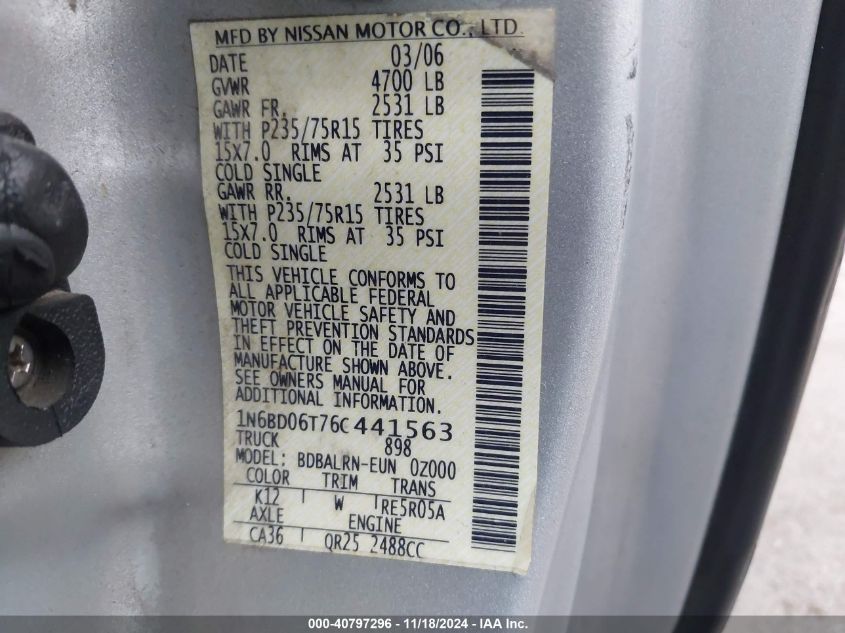 MFD BY NISSAN MOTOR CO., LTD.
DATE 03/06
GVWR 4700 LB
GAWR FR. 2531 LB
WITH P235/75R15 TIRES
15X7.0 RIMS AT 35 PSI
COLD SINGLE
GAWR RR. 2531 LB
WITH P235/75R15 TIRES
15X7.0 RIMS AT 35 PSI
COLD SINGLE
THIS VEHICLE CONFORMS TO
ALL APPLICABLE FEDERAL
MOTOR VEHICLE SAFETY AND
THEFT PREVENTION STANDARDS
IN EFFECT ON THE DATE OF
MANUFACTURE SHOWN ABOVE.
SEE OWNERS MANUAL FOR
ADDITIONAL INFORMATION.
1N6BD06T76C441563
TRUCK 898
MODEL: BDBALRN-EUN 0Z000
COLOR TRIM TRANS
K12 W RE5R05A
AXLE ENGINE
CA36 QR25 2488CC
000-40797296 - 11/18/2024 - IAA Inc.